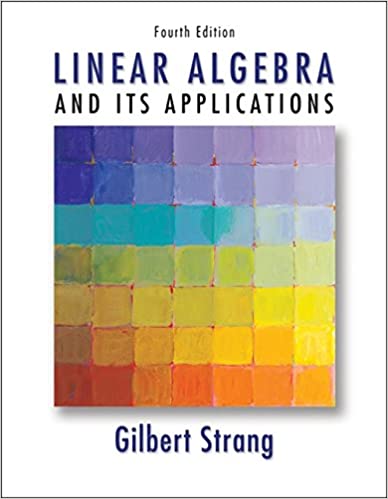 Fourth Edition
LINEAR ALGEBRA
AND ITS APPLICATIONS
Gilbert Strang